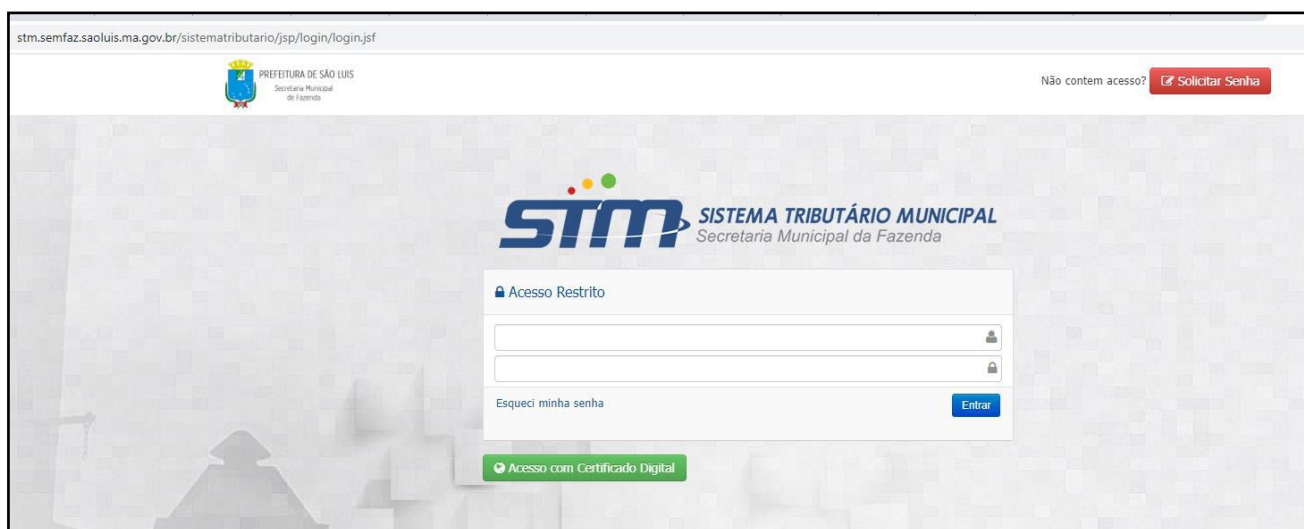 stm.semfaz.saoluis.ma.gov.br/sistematributario/jsp/login/login.jsf
PREFEITURA DE SÃO LUIS
Secretaria Municipal
de Fazenda
Não contem acesso? Solicitar Senha
STM
SISTEMA TRIBUTÁRIO MUNICIPAL
Secretaria Municipal da Fazenda
Acesso Restrito
Esqueci minha senha Entrar
Acesso com Certificado Digital